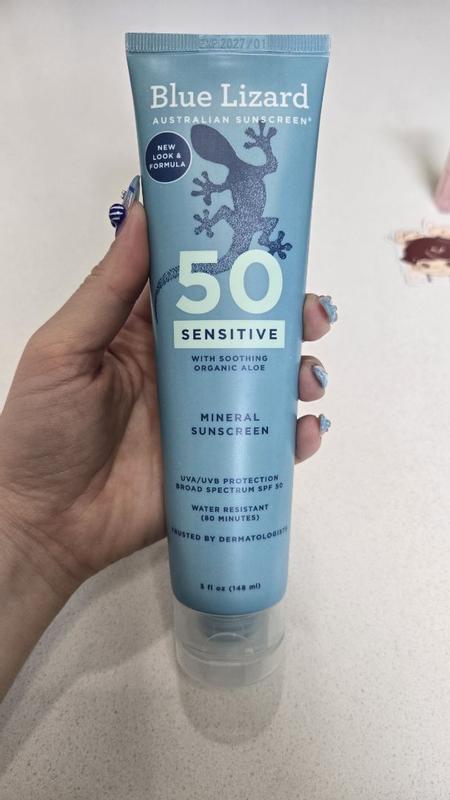 EXP 2027/01
Blue Lizard
AUSTRALIAN SUNSCREEN®
NEW
LOOK &
FORMULA
50
SENSITIVE
WITH SOOTHING
ORGANIC ALOE
MINERAL
SUNSCREEN
UVA/UVB PROTECTION
BROAD SPECTRUM SPF 50
WATER RESISTANT
(80 MINUTES)
TRUSTED BY DERMATOLOGISTS
5 fl oz (148 ml)